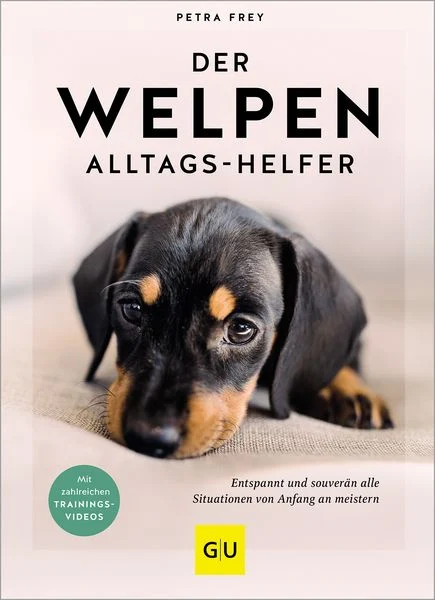 PETRA FREY
DER
WELPEN
ALLTAGS-HELFER
Mit
zahlreichen
TRAININGS-
VIDEOS
Entspannt und souverän alle
Situationen von Anfang an meistern
G|U